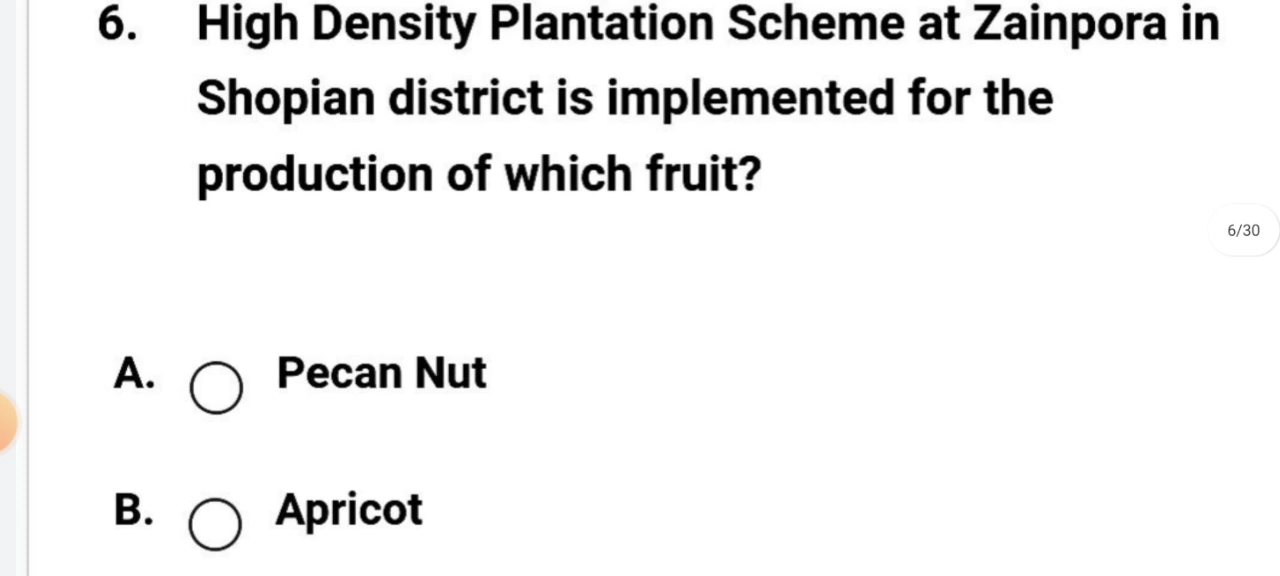 6. High Density Plantation Scheme at Zainpora in
Shopian district is implemented for the
production of which fruit?
6/30
A. Pecan Nut
B. Apricot